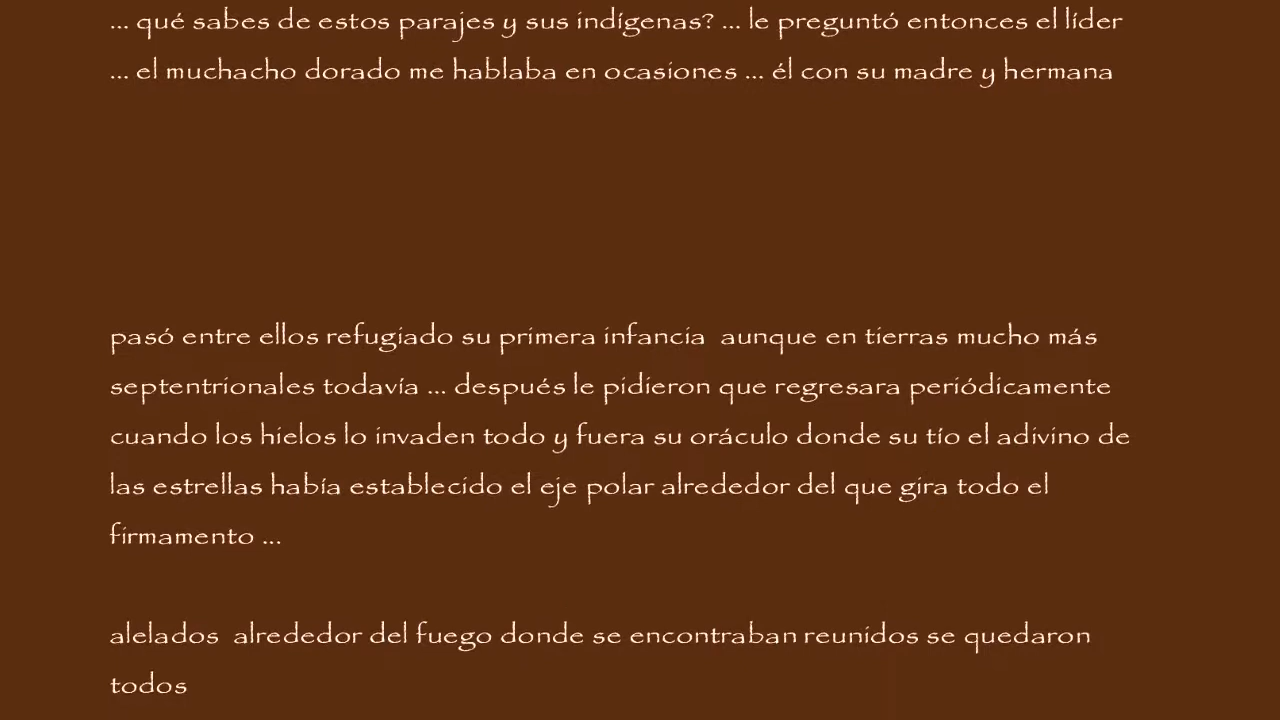 ... qué sabes de estos parajes y sus indígenas? ... le preguntó entonces el líder
... el muchacho dorado me hablaba en ocasiones ... él con su madre y hermana
pasó entre ellos refugiado su primera infancia  aunque en tierras mucho más
septentrionales todavía ... después le pidieron que regresara periódicamente
cuando los hielos lo invaden todo y fuera su oráculo donde su tío el adivino de
las estrellas había establecido el eje polar alrededor del que gira todo el
firmamento ...
alelados  alrededor del fuego donde se encontraban reunidos se quedaron
todos